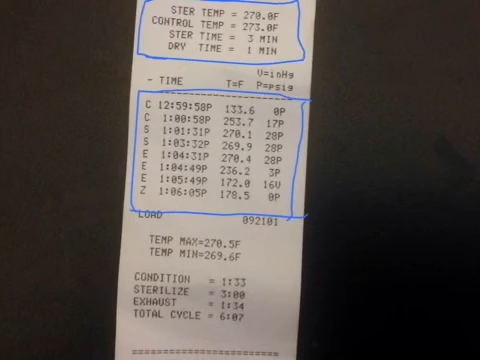 STER TEMP = 270.0F
CONTROL TEMP = 273.0F
STER TIME = 3 MIN
DRY TIME = 1 MIN
V=inHg
- TIME T=F P=psig
C 12:59:58P 133.6 0P
C 1:00:58P 253.7 17P
S 1:01:31P 270.1 28P
S 1:03:32P 269.9 28P
E 1:04:31P 270.4 28P
E 1:04:49P 236.2 3P
E 1:05:49P 172.0 16V
Z 1:06:05P 178.5 0P
LOAD 092101
TEMP MAX=270.5F
TEMP MIN=269.6F
CONDITION = 1:33
STERILIZE = 3:00
EXHAUST = 1:34
TOTAL CYCLE = 6:07